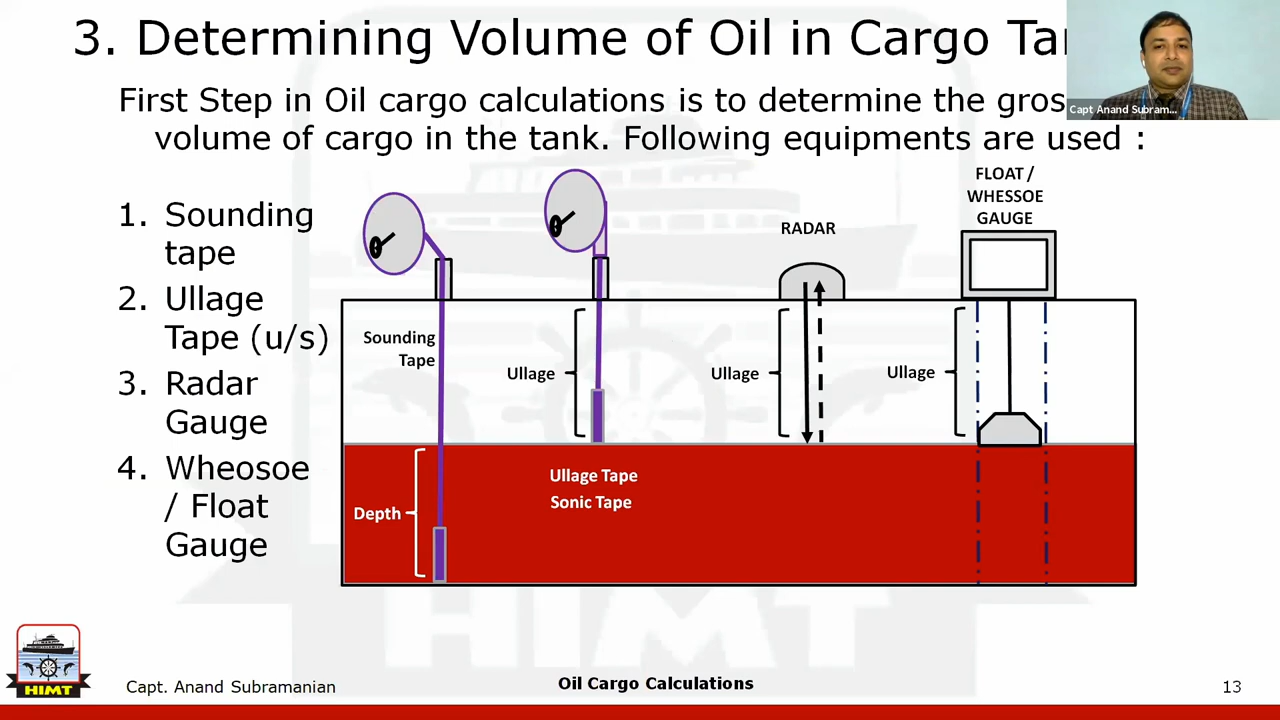 3. Determining Volume of Oil in Cargo
Capt Anand Subram...
First Step in Oil cargo calculations is to determine the
volume of cargo in the tank. Following equipments are used :
1. Sounding
tape
2. Ullage
Tape (u/s)
3. Radar
Gauge
4. Wheosoe
/ Float
Gauge
FLOAT /
WHESSOE
GAUGE
RADAR
Sounding
Tape
Ullage
Ullage
Ullage
Ullage Tape
Sonic Tape
Depth
HIMT
HIMT
Capt. Anand Subramanian
Oil Cargo Calculations
13